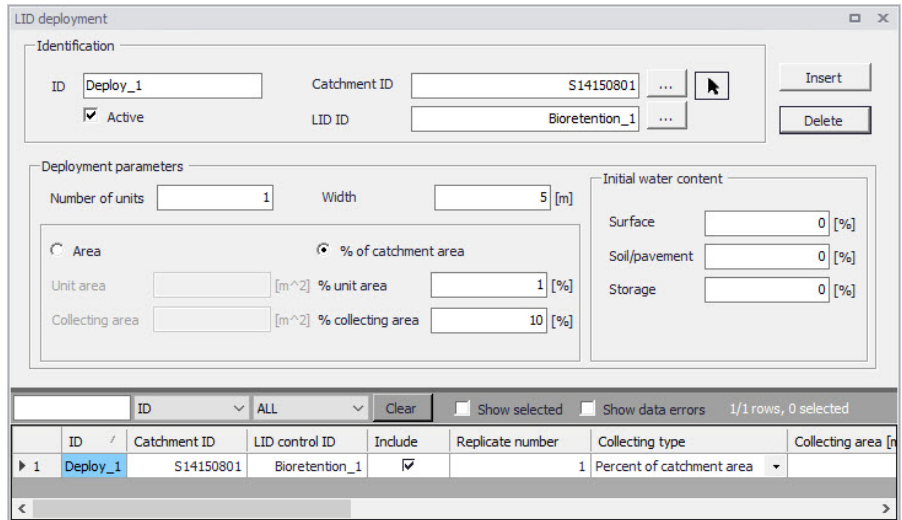 LID deployment
Identification
ID Deploy_1 Catchment ID S14150801 ... Insert
Active LID ID Bioretention_1 ... Delete
Deployment parameters
Number of units 1 Width 5 [m] Initial water content
Surface 0 [%]
Area % of catchment area Soil/pavement 0 [%]
Unit area [m^2] % unit area 1 [%] Storage 0 [%]
Collecting area [m^2] % collecting area 10 [%]
ID ALL Clear Show selected Show data errors 1/1 rows, 0 selected
ID Catchment ID LID control ID Include Replicate number Collecting type Collecting area [
1 Deploy_1 S14150801 Bioretention_1 1 Percent of catchment area